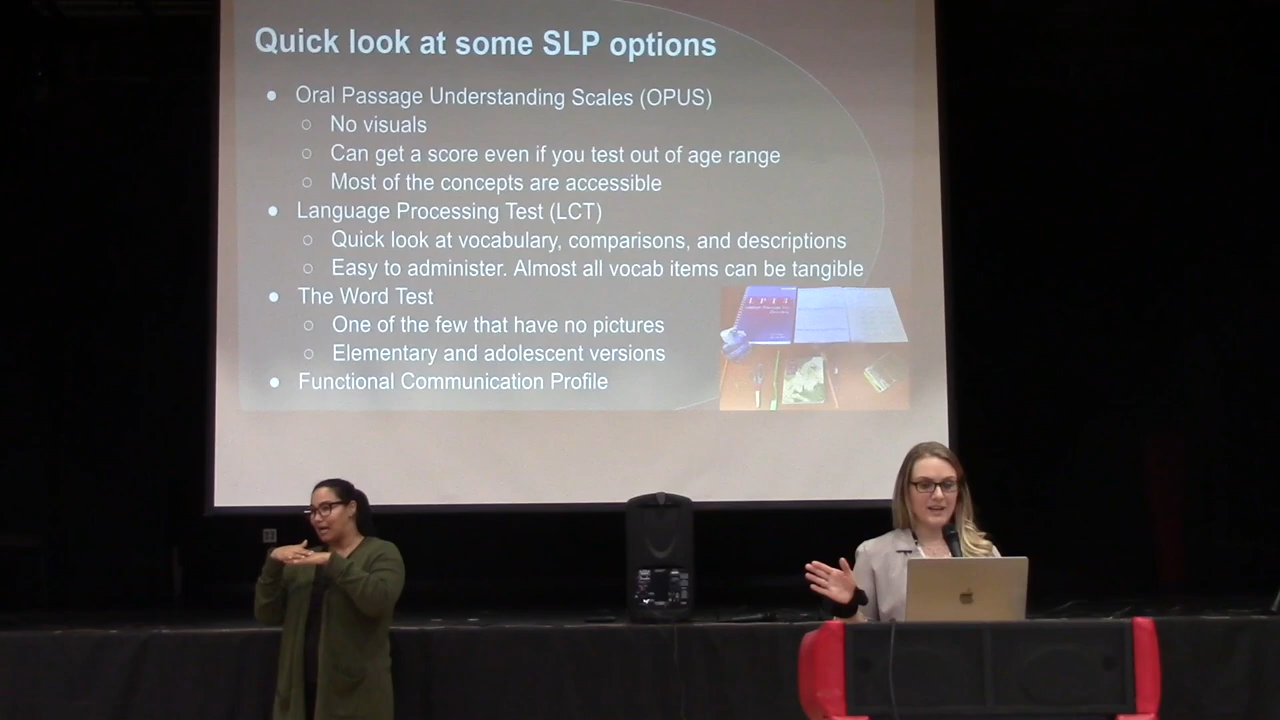 Quick look at some SLP options
● Oral Passage Understanding Scales (OPUS)
○ No visuals
○ Can get a score even if you test out of age range
○ Most of the concepts are accessible
● Language Processing Test (LCT)
○ Quick look at vocabulary, comparisons, and descriptions
○ Easy to administer. Almost all vocab items can be tangible
● The Word Test
○ One of the few that have no pictures
○ Elementary and adolescent versions
● Functional Communication Profile